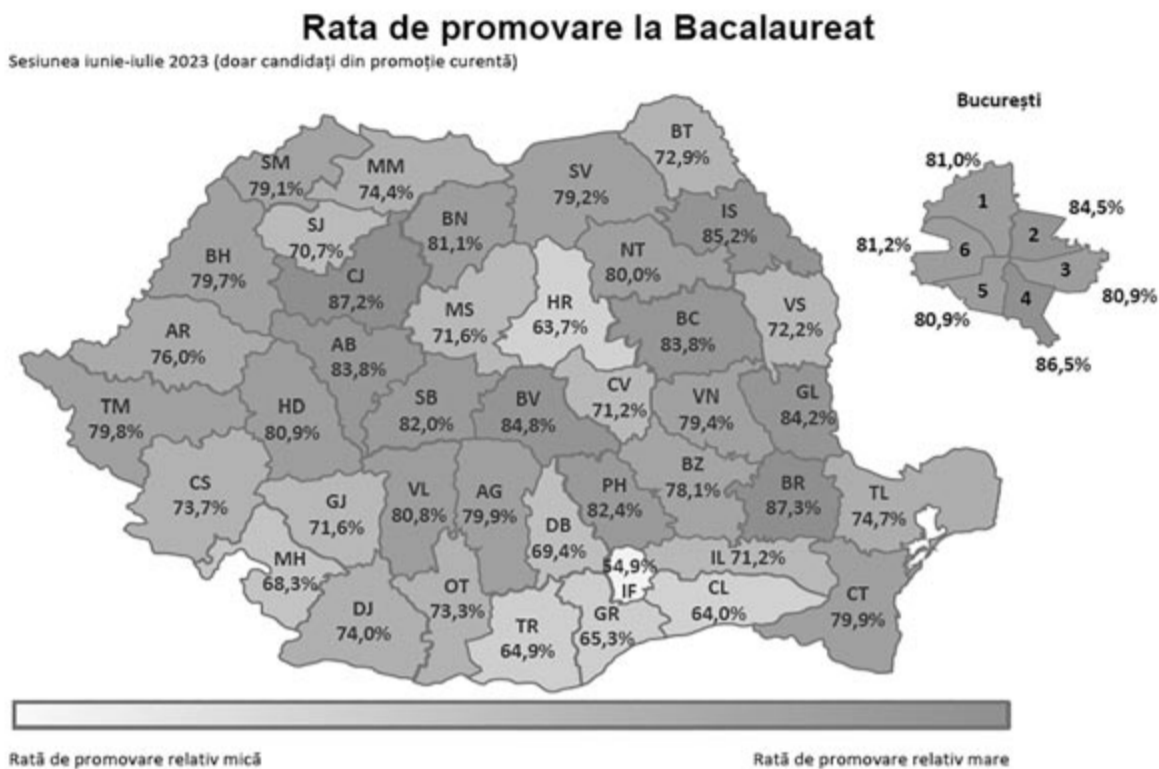 Rata de promovare la Bacalaureat
Sesiunea iunie-iulie 2023 (doar candidați din promoție curentă)
București
BT
72,9%
SM
79,1%
MM
74,4%
SV
79,2%
81,0%
1
SJ
70,7%
BN
81,1%
IS
85,2%
84,5%
2
BH
79,7%
NT
80,0%
81,2%
6
3
CJ
87,2%
5
4
80,9%
MS
71,6%
HR
63,7%
VS
72,2%
80,9%
AR
76,0%
AB
83,8%
BC
83,8%
86,5%
TM
79,8%
HD
80,9%
SB
82,0%
BV
84,8%
CV
71,2%
VN
79,4%
GL
84,2%
CS
73,7%
GJ
71,6%
VL
80,8%
AG
79,9%
DB
69,4%
PH
82,4%
BZ
78,1%
BR
87,3%
TL
74,7%
MH
68,3%
54,9%
IF
IL 71,2%
DJ
74,0%
OT
73,3%
TR
64,9%
GR
65,3%
CL
64,0%
CT
79,9%
Rată de promovare relativ mică
Rată de promovare relativ mare